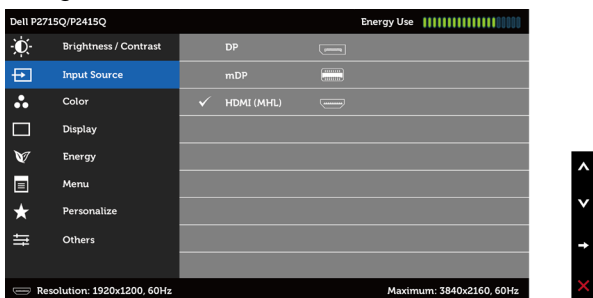 Dell P2715Q/P2415Q Energy Use
Brightness / Contrast DP
Input Source mDP
Color HDMI (MHL)
Display
Energy
Menu
Personalize
Others
Resolution: 1920x1200, 60Hz Maximum: 3840x2160, 60Hz